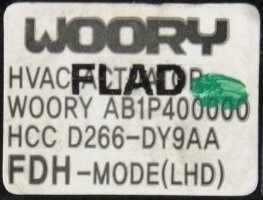 WOORY
HVAC ACTUATOR
FLAD
WOORY AB1P400000
HCC D266-DY9AA
FDH-MODE(LHD)